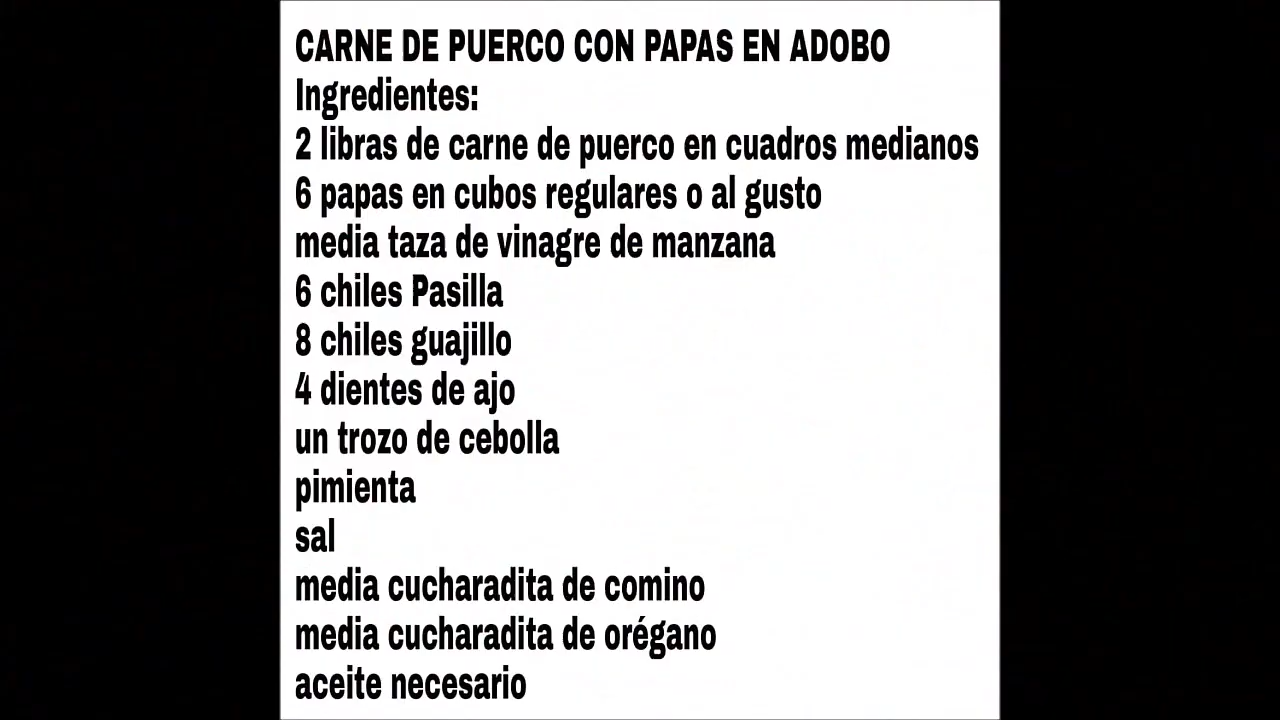 CARNE DE PUERCO CON PAPAS EN ADOBO
Ingredientes:
2 libras de carne de puerco en cuadros medianos
6 papas en cubos regulares o al gusto
media taza de vinagre de manzana
6 chiles Pasilla
8 chiles guajillo
4 dientes de ajo
un trozo de cebolla
pimienta
sal
media cucharadita de comino
media cucharadita de orégano
aceite necesario